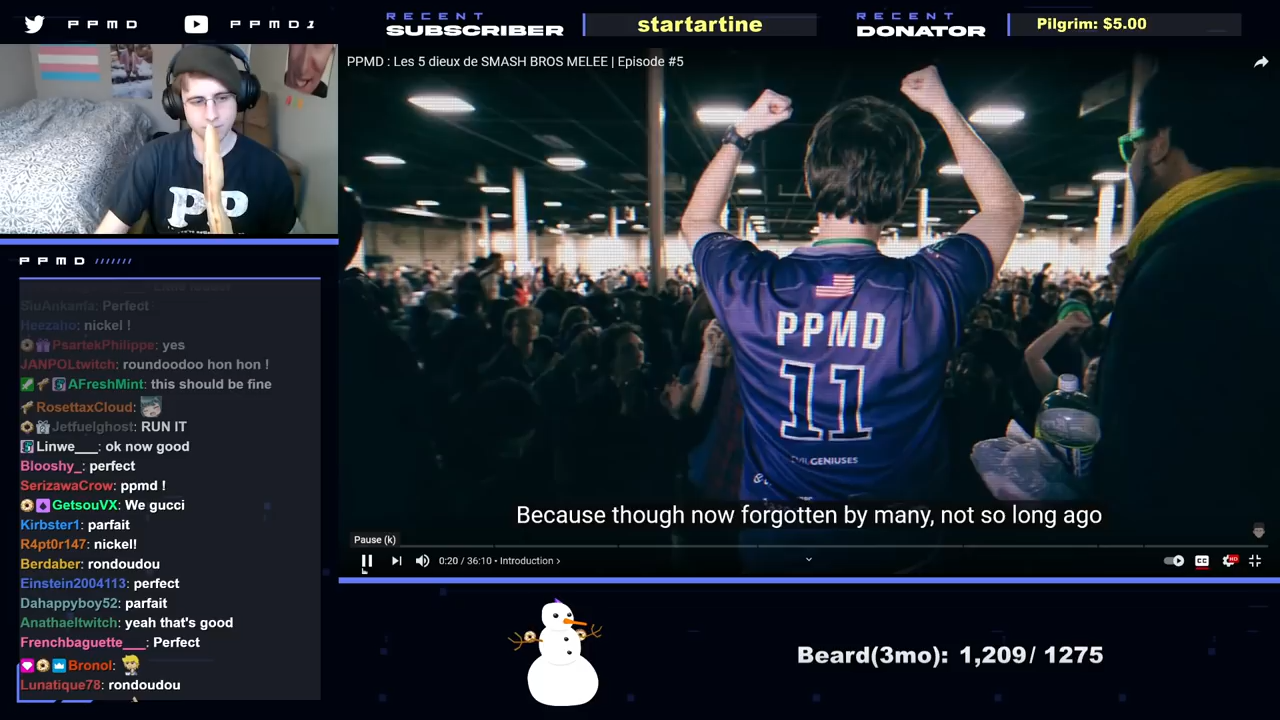 PPMD
PPMD1
RECENT
SUBSCRIBER
startartine
RECENT
DONATOR
Pilgrim: $5.00
PPMD : Les 5 dieux de SMASH BROS MELEE | Episode #5
PP
PPMD
11
EVIL GENIUSES
Because though now forgotten by many, not so long ago
Pause (k)
0:20 / 36:10 • Introduction ›
CC
HD
PPMD ///////
SiuAnkama: Perfect
Heezaho: nickel !
PsartekPhilippe: yes
JANPOLtwitch: roundoodoo hon hon !
AFreshMint: this should be fine
RosettaxCloud:
Jetfuelghost: RUN IT
Linwe___: ok now good
Blooshy_: perfect
SerizawaCrow: ppmd !
GetsouVX: We gucci
Kirbster1: parfait
R4pt0r147: nickel!
Berdaber: rondoudou
Einstein2004113: perfect
Dahappyboy52: parfait
Anathaeltwitch: yeah that's good
Frenchbaguette___: Perfect
Bronol:
Lunatique78: rondoudou
Beard(3mo): 1,209/ 1275